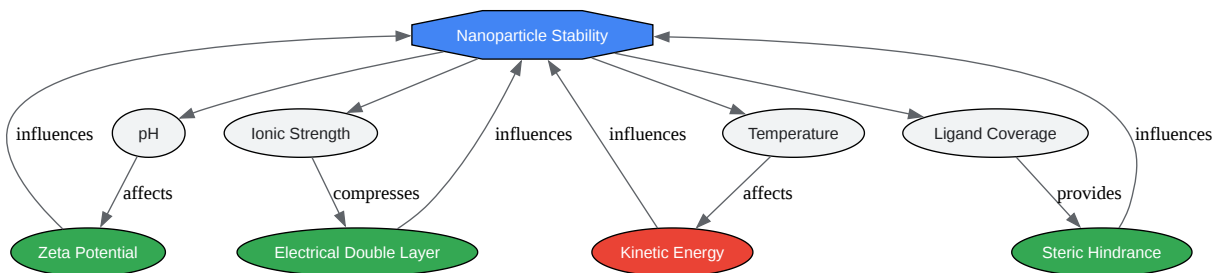 Nanoparticle Stability
influences
pH
Ionic Strength
influences
influences
Temperature
Ligand Coverage
influences
affects
compresses
affects
provides
Zeta Potential
Electrical Double Layer
Kinetic Energy
Steric Hindrance